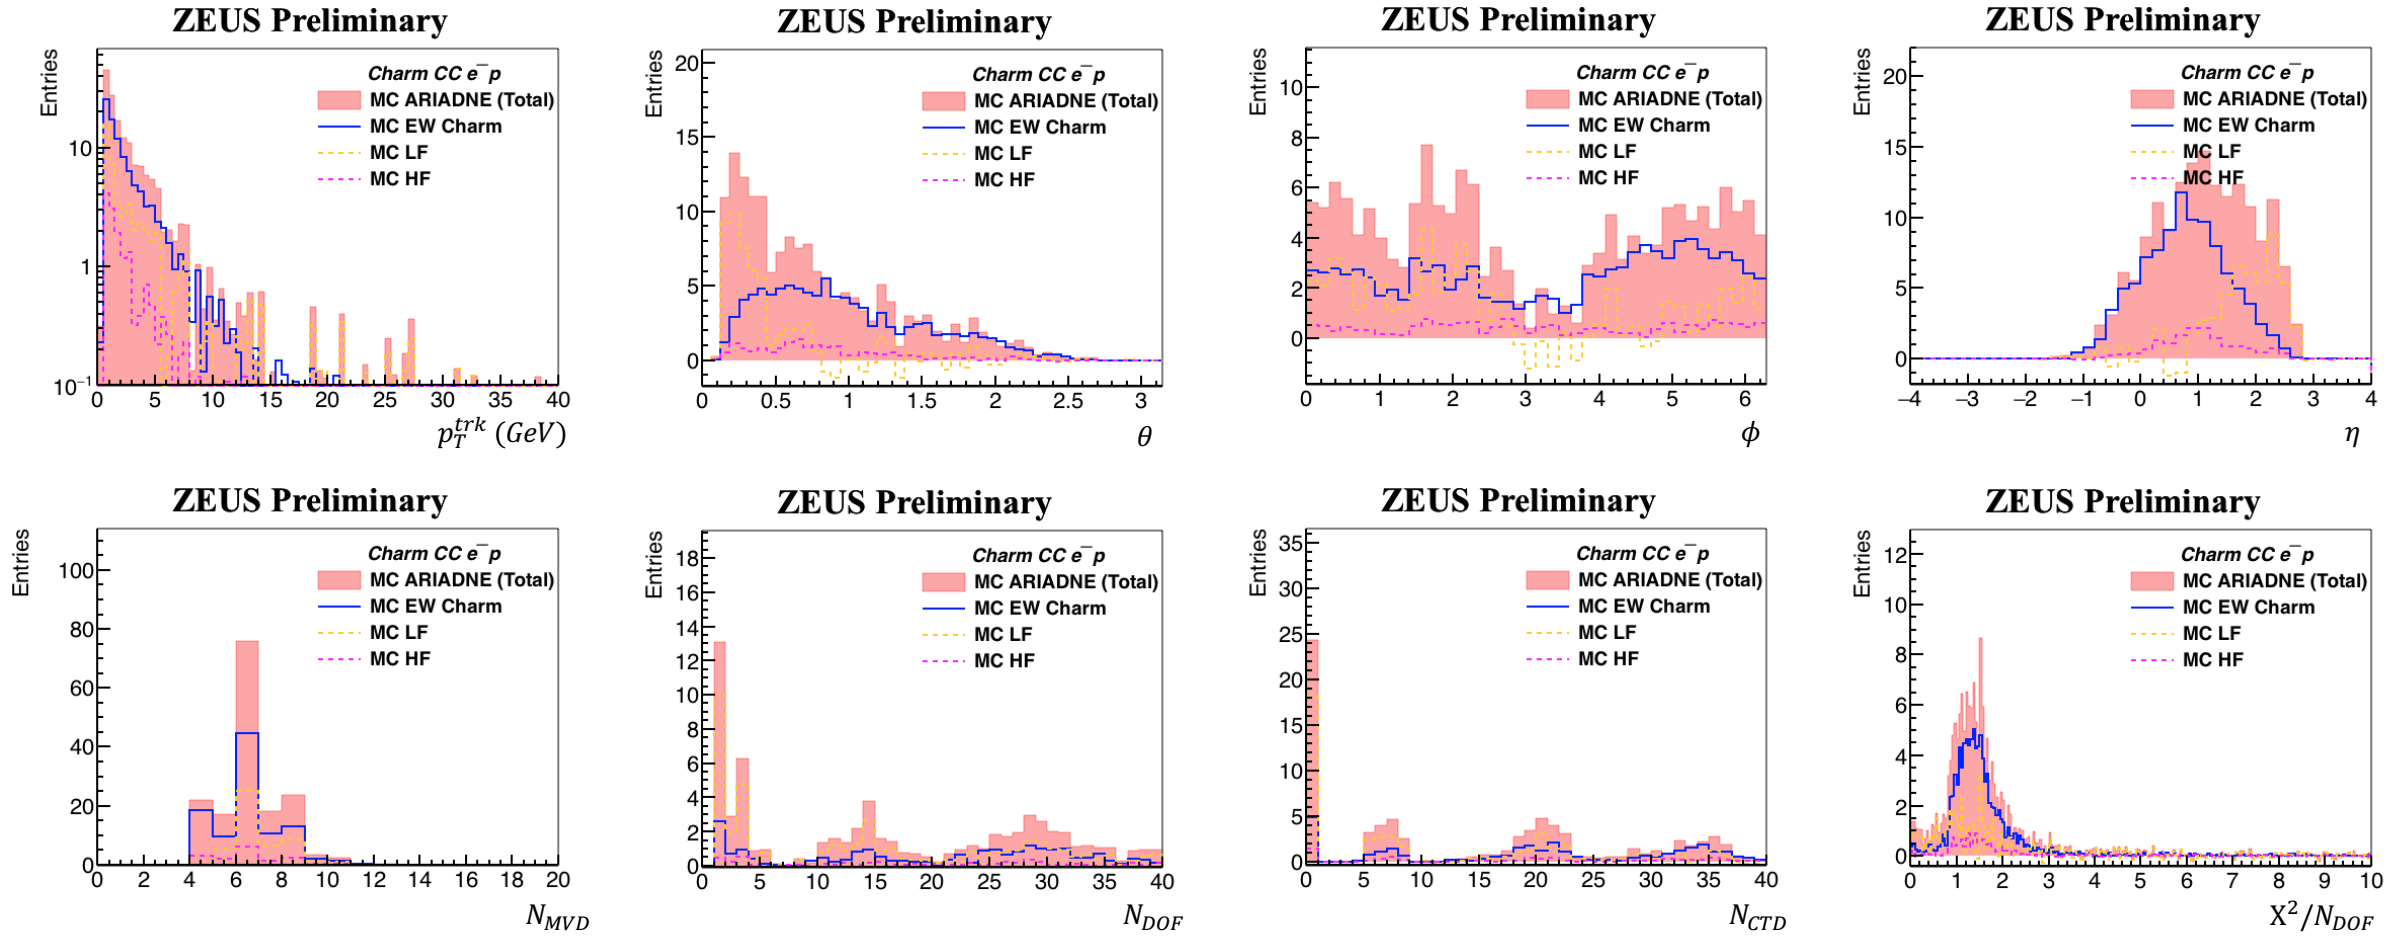 ZEUS Preliminary
Entries
Charm CC e⁻p
MC ARIADNE (Total)
MC EW Charm
MC LF
MC HF
10
1
10⁻¹
0 5 10 15 20 25 30 35 40
p_T^trk (GeV)
ZEUS Preliminary
Entries
Charm CC e⁻p
MC ARIADNE (Total)
MC EW Charm
MC LF
MC HF
20
15
10
5
0
0 0.5 1 1.5 2 2.5 3
θ
ZEUS Preliminary
Entries
Charm CC e⁻p
MC ARIADNE (Total)
MC EW Charm
MC LF
MC HF
10
8
6
4
2
0
0 1 2 3 4 5 6
ϕ
ZEUS Preliminary
Entries
Charm CC e⁻p
MC ARIADNE (Total)
MC EW Charm
MC LF
MC HF
20
15
10
5
0
−4 −3 −2 −1 0 1 2 3 4
η
ZEUS Preliminary
Entries
Charm CC e⁻p
MC ARIADNE (Total)
MC EW Charm
MC LF
MC HF
100
80
60
40
20
0
0 2 4 6 8 10 12 14 16 18 20
N_MVD
ZEUS Preliminary
Entries
Charm CC e⁻p
MC ARIADNE (Total)
MC EW Charm
MC LF
MC HF
18
16
14
12
10
8
6
4
2
0
0 5 10 15 20 25 30 35 40
N_DOF
ZEUS Preliminary
Entries
Charm CC e⁻p
MC ARIADNE (Total)
MC EW Charm
MC LF
MC HF
35
30
25
20
15
10
5
0
0 5 10 15 20 25 30 35 40
N_CTD
ZEUS Preliminary
Entries
Charm CC e⁻p
MC ARIADNE (Total)
MC EW Charm
MC LF
MC HF
12
10
8
6
4
2
0
0 1 2 3 4 5 6 7 8 9 10
Χ²/N_DOF